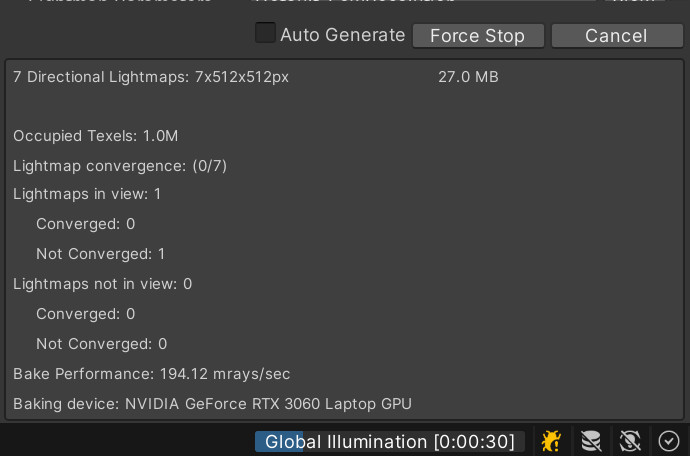 Auto Generate Force Stop Cancel
7 Directional Lightmaps: 7x512x512px 27.0 MB
Occupied Texels: 1.0M
Lightmap convergence: (0/7)
Lightmaps in view: 1
Converged: 0
Not Converged: 1
Lightmaps not in view: 0
Converged: 0
Not Converged: 0
Bake Performance: 194.12 mrays/sec
Baking device: NVIDIA GeForce RTX 3060 Laptop GPU
Global Illumination [0:00:30]